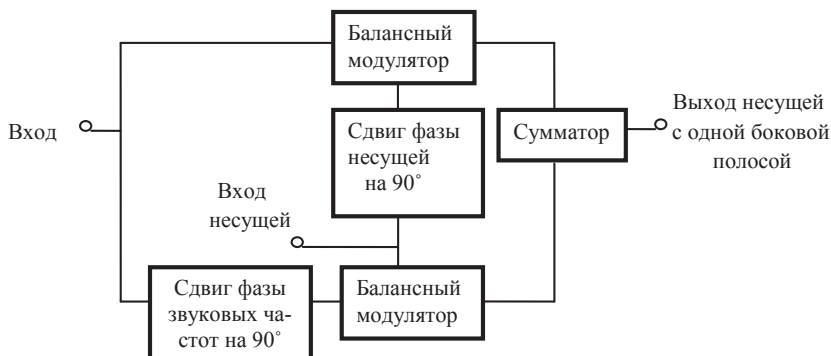 Балансный
модулятор
Вход
Сдвиг фазы
несущей
на 90˚
Сумматор
Выход несущей
с одной боковой
полосой
Вход
несущей
Сдвиг фазы
звуковых ча-
стот на 90˚
Балансный
модулятор